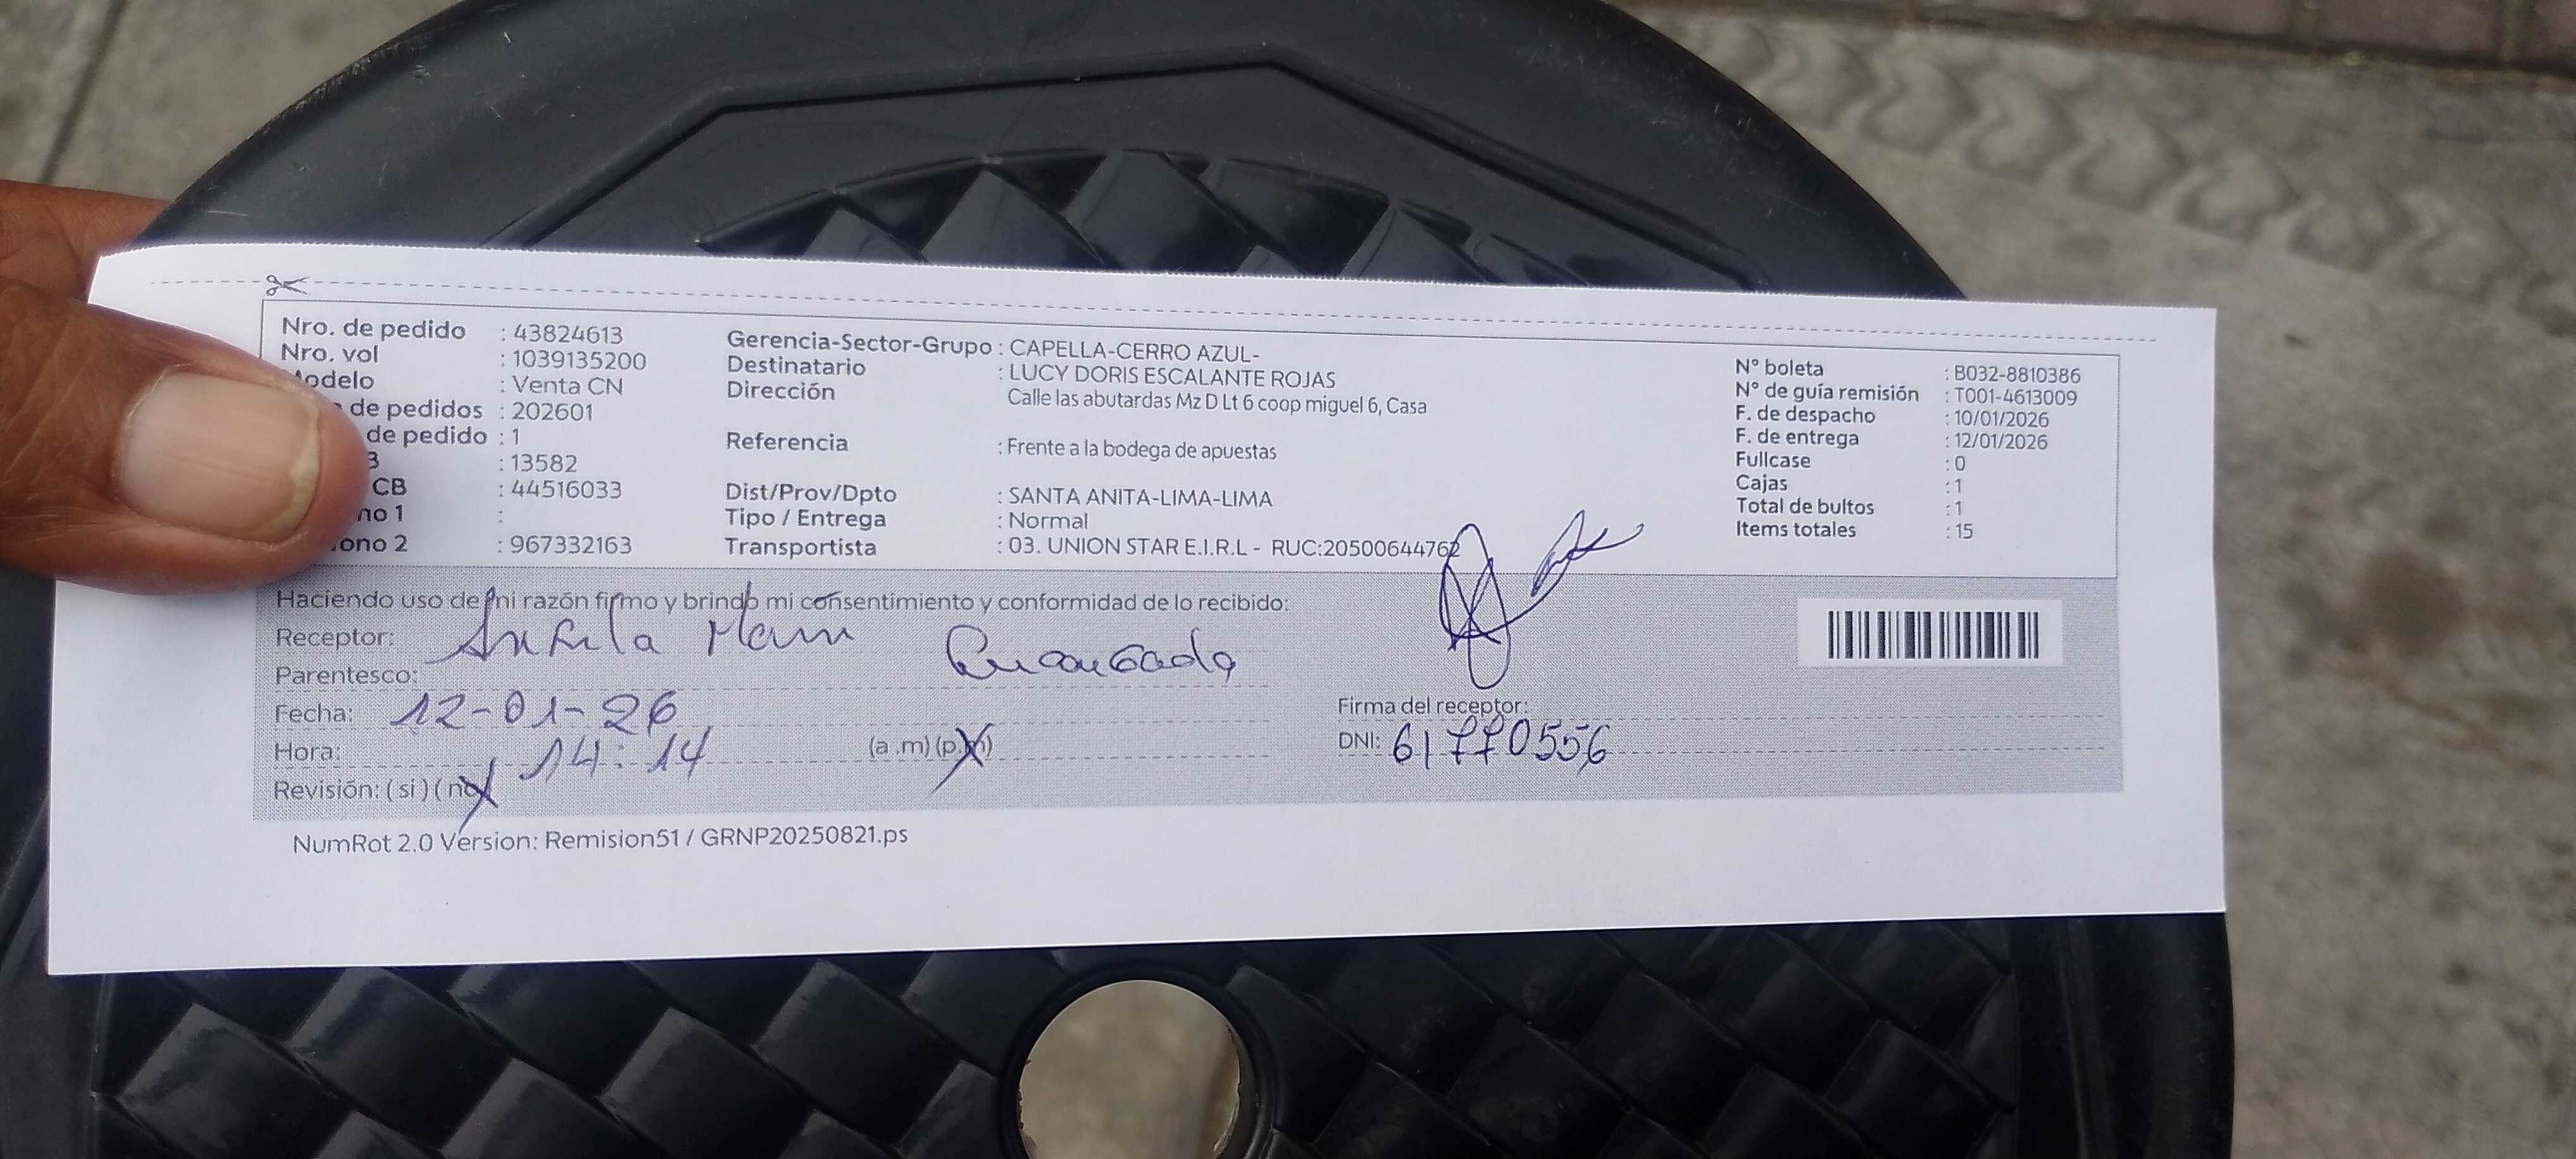 Nro. de pedido : 43824613
Nro. vol : 1039135200
Modelo : Venta CN
de pedidos : 202601
de pedido : 1
: 13582
CB : 44516033
no 1 :
ono 2 : 967332163
Gerencia-Sector-Grupo : CAPELLA-CERRO AZUL-
Destinatario : LUCY DORIS ESCALANTE ROJAS
Dirección Calle las abutardas Mz D Lt 6 coop miguel 6, Casa
Referencia : Frente a la bodega de apuestas
Dist/Prov/Dpto : SANTA ANITA-LIMA-LIMA
Tipo / Entrega : Normal
Transportista : 03. UNION STAR E.I.R.L - RUC:20500644762
N° boleta : B032-8810386
N° de guía remisión : T001-4613009
F. de despacho : 10/01/2026
F. de entrega : 12/01/2026
Fullcase : 0
Cajas : 1
Total de bultos : 1
Items totales : 15
Haciendo uso de mi razón firmo y brindo mi consentimiento y conformidad de lo recibido:
Receptor:
Parentesco:
Fecha: 12-01-26
Hora: 14:14 (a.m) (p.m)
Revisión: ( si ) ( no )
Firma del receptor:
DNI: 61770556
NumRot 2.0 Version: Remision51 / GRNP20250821.ps